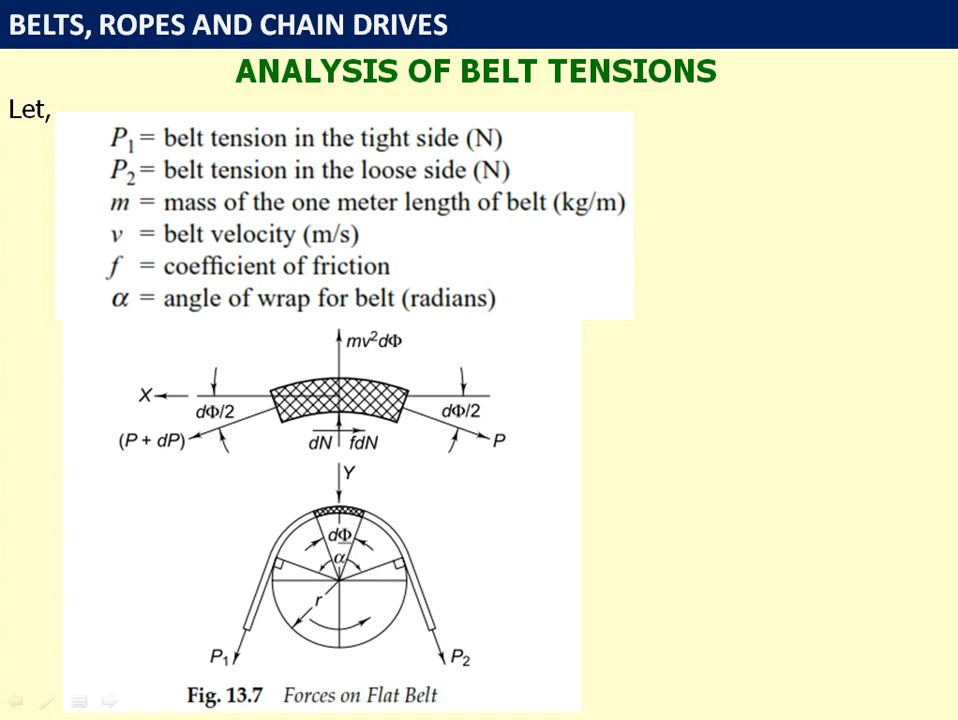 BELTS, ROPES AND CHAIN DRIVES
ANALYSIS OF BELT TENSIONS
Let,
P₁ = belt tension in the tight side (N)
P₂ = belt tension in the loose side (N)
m = mass of the one meter length of belt (kg/m)
v = belt velocity (m/s)
f = coefficient of friction
α = angle of wrap for belt (radians)
mv²dΦ
X
dΦ/2
dΦ/2
(P + dP)
dN
fdN
P
Y
dΦ
α
r
P₁
P₂
Fig. 13.7 Forces on Flat Belt